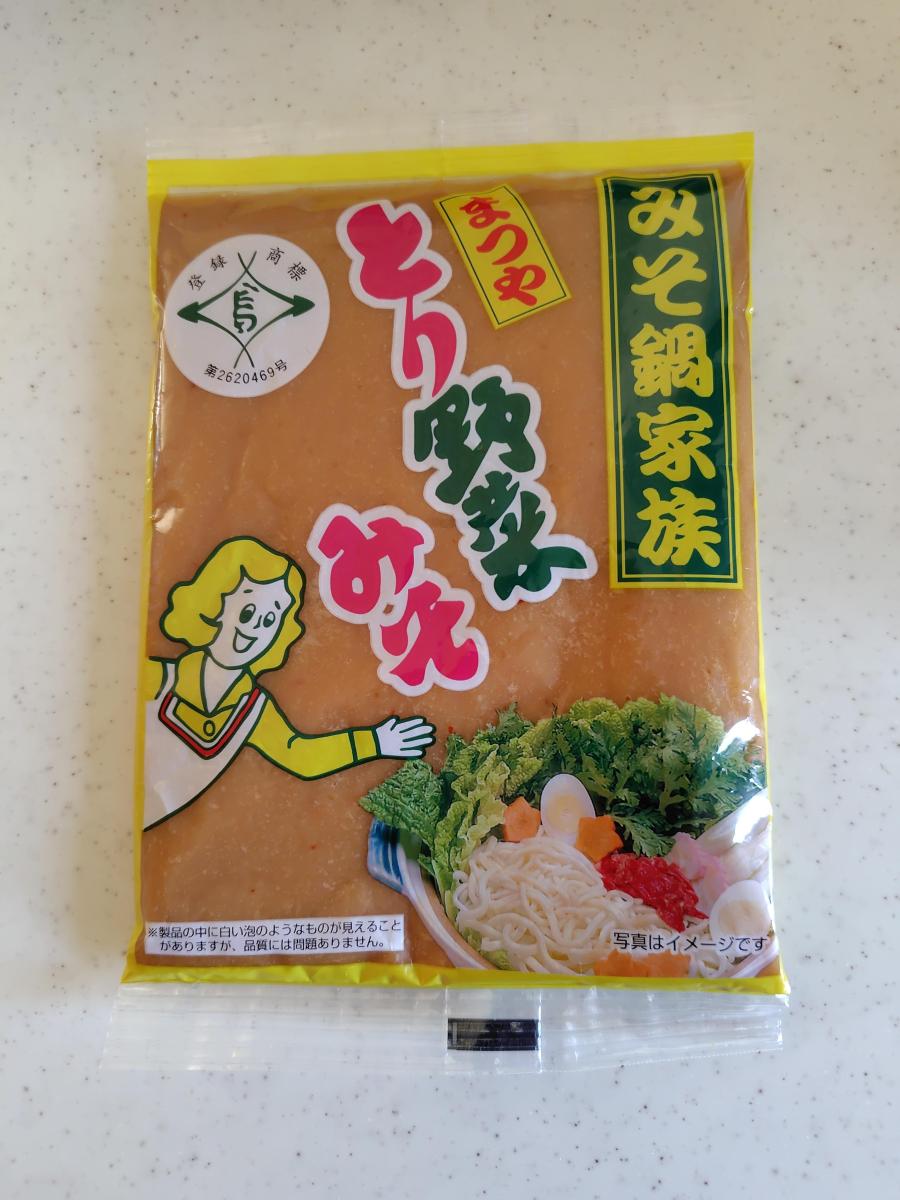 みそ鍋家族
まつや
とり野菜
みそ
登録商標
鳥
第2620469号
※製品の中に白い泡のようなものが見えること
がありますが、品質には問題ありません。
写真はイメージです